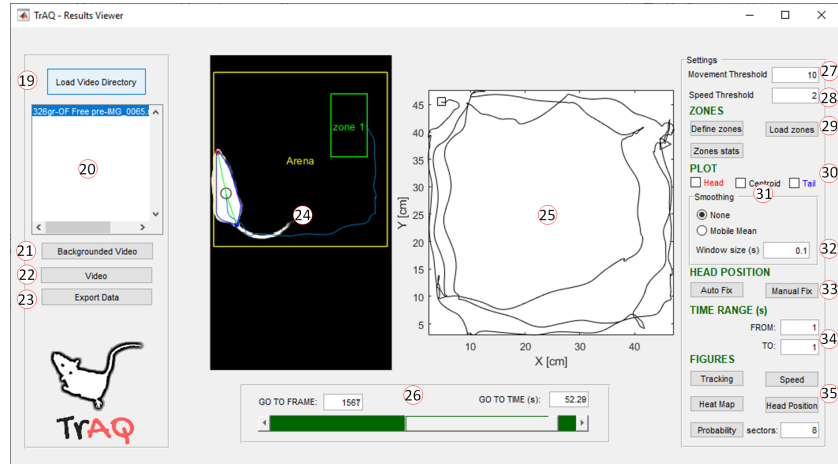 TrAQ - Results Viewer
19
Load Video Directory
326gr-OF Free pre-IMG_0065.
20
21
Backgrounded Video
22
Video
23
Export Data
TrAQ
zone 1
Arena
24
25
Y [cm]
45
40
35
30
25
20
15
10
5
10
20
30
40
X [cm]
26
GO TO FRAME:
1567
GO TO TIME (s):
52.29
Settings
Movement Threshold 10 27
Speed Threshold 2 28
ZONES
Define zones Load zones 29
Zones stats
PLOT 30
Head Centroid Tail
31
Smoothing
None
Mobile Mean
Window size (s) 0.1 32
HEAD POSITION
Auto Fix Manual Fix 33
TIME RANGE (s)
FROM: 1
34
TO: 1
FIGURES
Tracking Speed
35
Heat Map Head Position
Probability sectors: 8